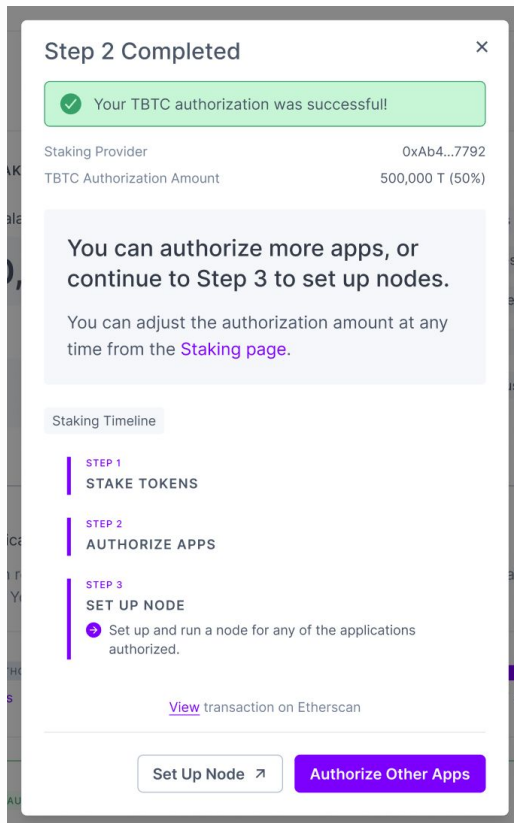 Step 2 Completed
Your TBTC authorization was successful!
Staking Provider 0xAb4...7792
TBTC Authorization Amount 500,000 T (50%)
You can authorize more apps, or
continue to Step 3 to set up nodes.
You can adjust the authorization amount at any
time from the Staking page.
Staking Timeline
STEP 1
STAKE TOKENS
STEP 2
AUTHORIZE APPS
STEP 3
SET UP NODE
Set up and run a node for any of the applications
authorized.
View transaction on Etherscan
Set Up Node
Authorize Other Apps